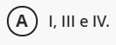 A I, III e IV.